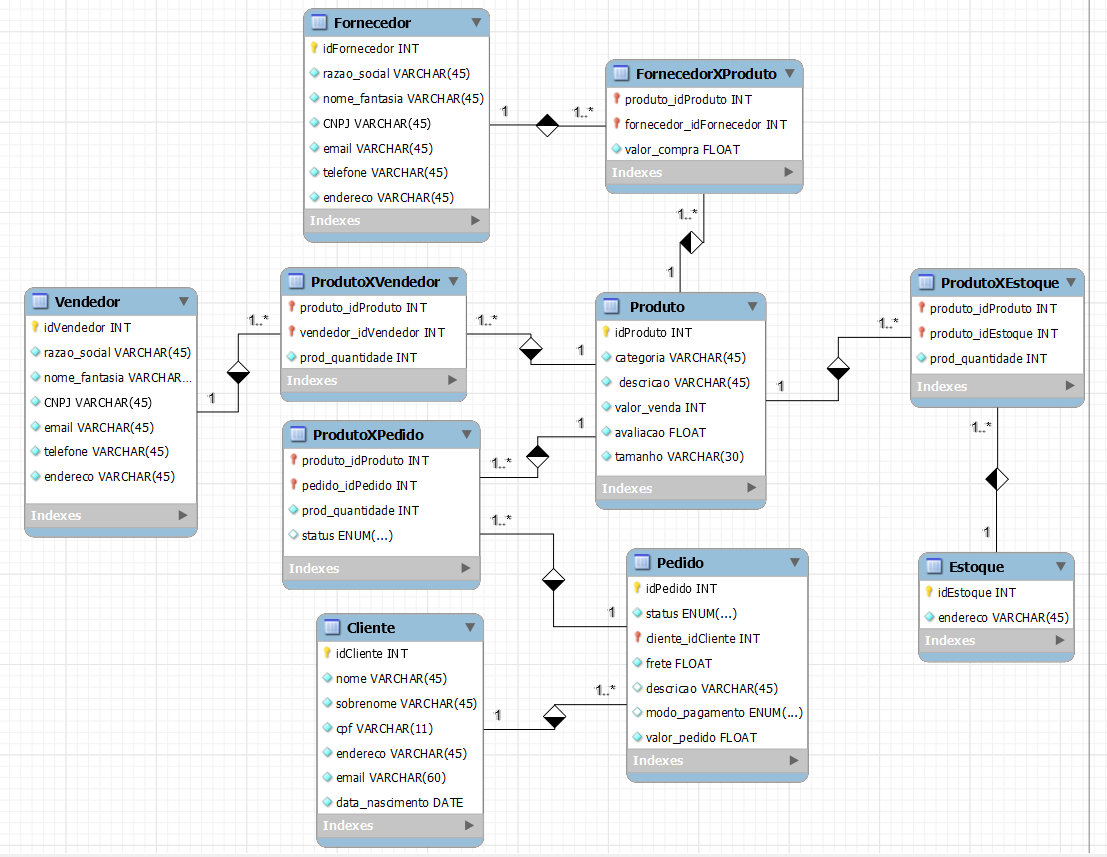 Fornecedor
idFornecedor INT
razao_social VARCHAR(45)
nome_fantasia VARCHAR(45)
CNPJ VARCHAR(45)
email VARCHAR(45)
telefone VARCHAR(45)
endereco VARCHAR(45)
Indexes
1
1..*
FornecedorXProduto
produto_idProduto INT
fornecedor_idFornecedor INT
valor_compra FLOAT
Indexes
1..*
1
Vendedor
idVendedor INT
razao_social VARCHAR(45)
nome_fantasia VARCHAR...
CNPJ VARCHAR(45)
email VARCHAR(45)
telefone VARCHAR(45)
endereco VARCHAR(45)
Indexes
1..*
1
ProdutoXVendedor
produto_idProduto INT
vendedor_idVendedor INT
prod_quantidade INT
Indexes
1..*
1
Produto
idProduto INT
categoria VARCHAR(45)
descricao VARCHAR(45)
valor_venda INT
avaliacao FLOAT
tamanho VARCHAR(30)
Indexes
1..*
1
ProdutoXEstoque
produto_idProduto INT
produto_idEstoque INT
prod_quantidade INT
Indexes
1..*
1
ProdutoXPedido
produto_idProduto INT
pedido_idPedido INT
prod_quantidade INT
status ENUM(...)
Indexes
1
1..*
1..*
1
Pedido
idPedido INT
status ENUM(...)
cliente_idCliente INT
frete FLOAT
descricao VARCHAR(45)
modo_pagamento ENUM(...)
valor_pedido FLOAT
Indexes
Estoque
idEstoque INT
endereco VARCHAR(45)
Indexes
Cliente
idCliente INT
nome VARCHAR(45)
sobrenome VARCHAR(45)
cpf VARCHAR(11)
endereco VARCHAR(45)
email VARCHAR(60)
data_nascimento DATE
Indexes
1
1..*